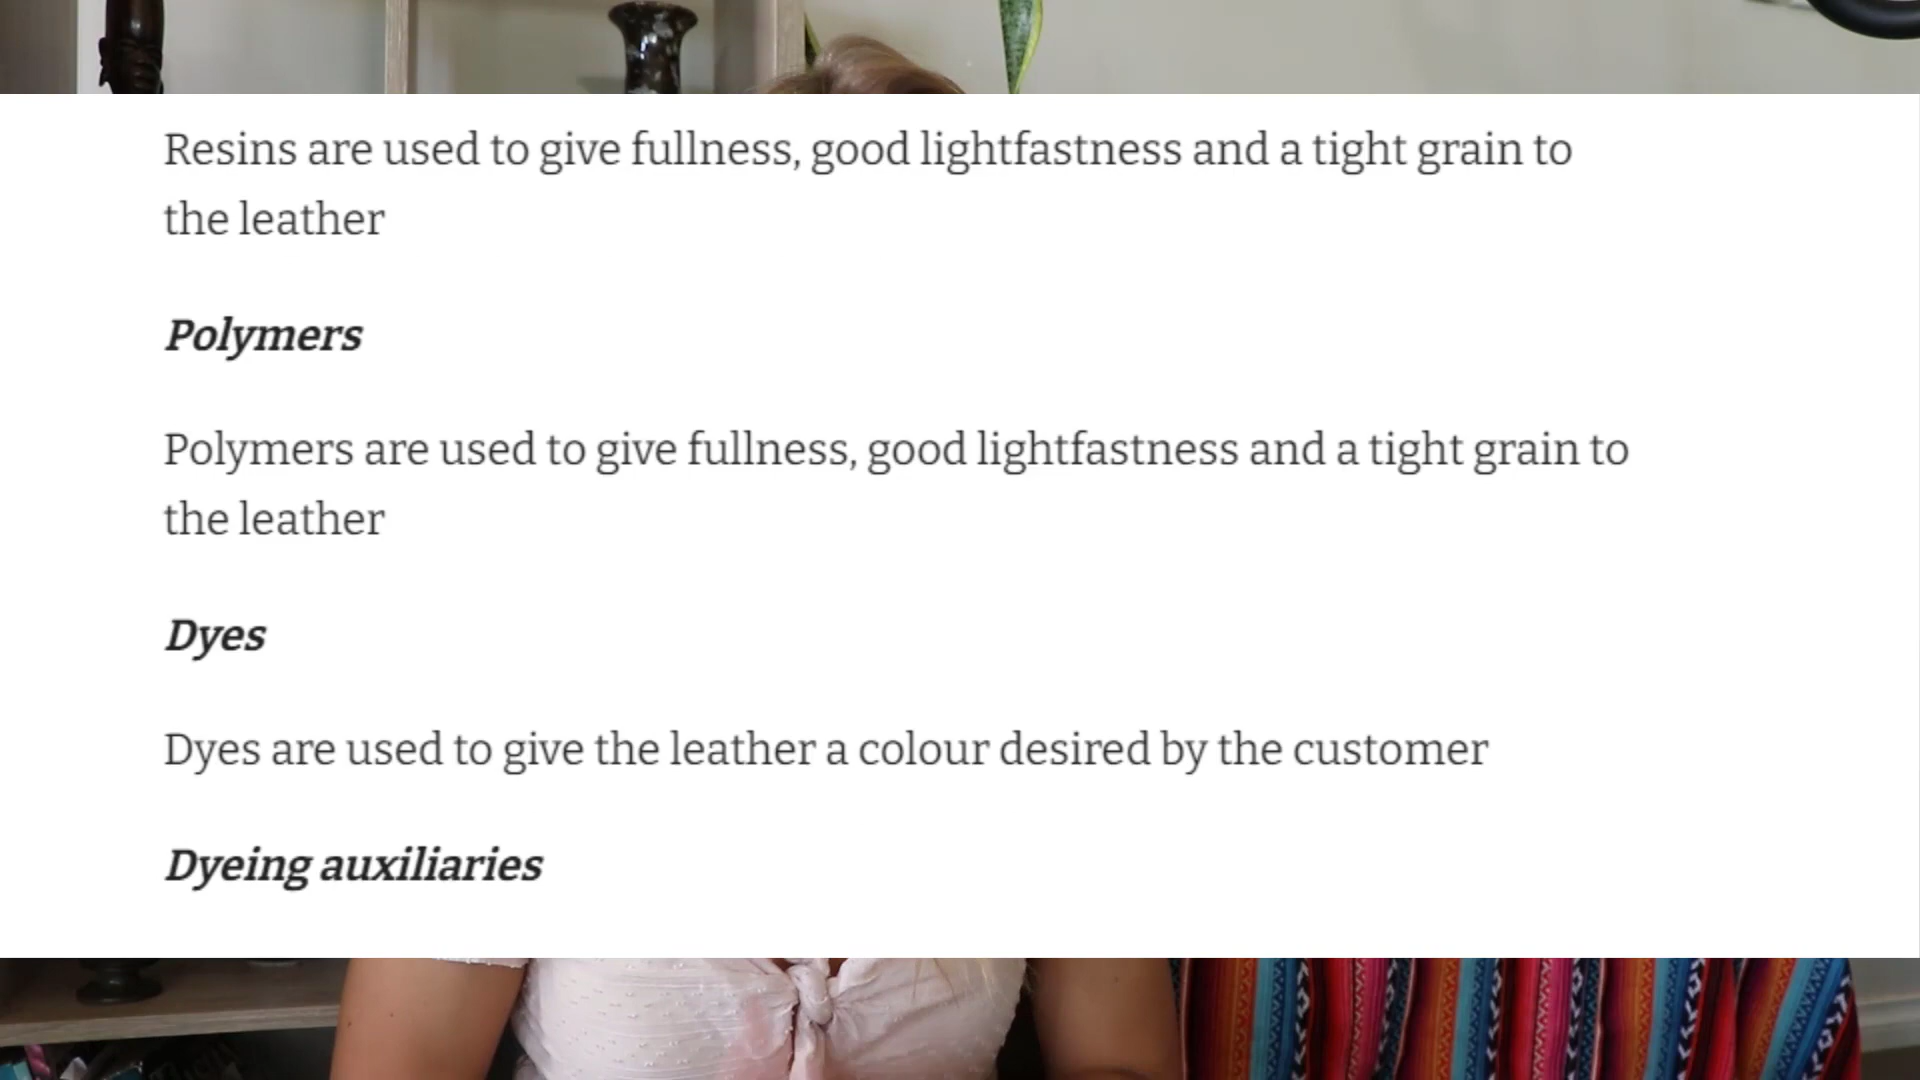 Resins are used to give fullness, good lightfastness and a tight grain to
the leather
Polymers
Polymers are used to give fullness, good lightfastness and a tight grain to
the leather
Dyes
Dyes are used to give the leather a colour desired by the customer
Dyeing auxiliaries